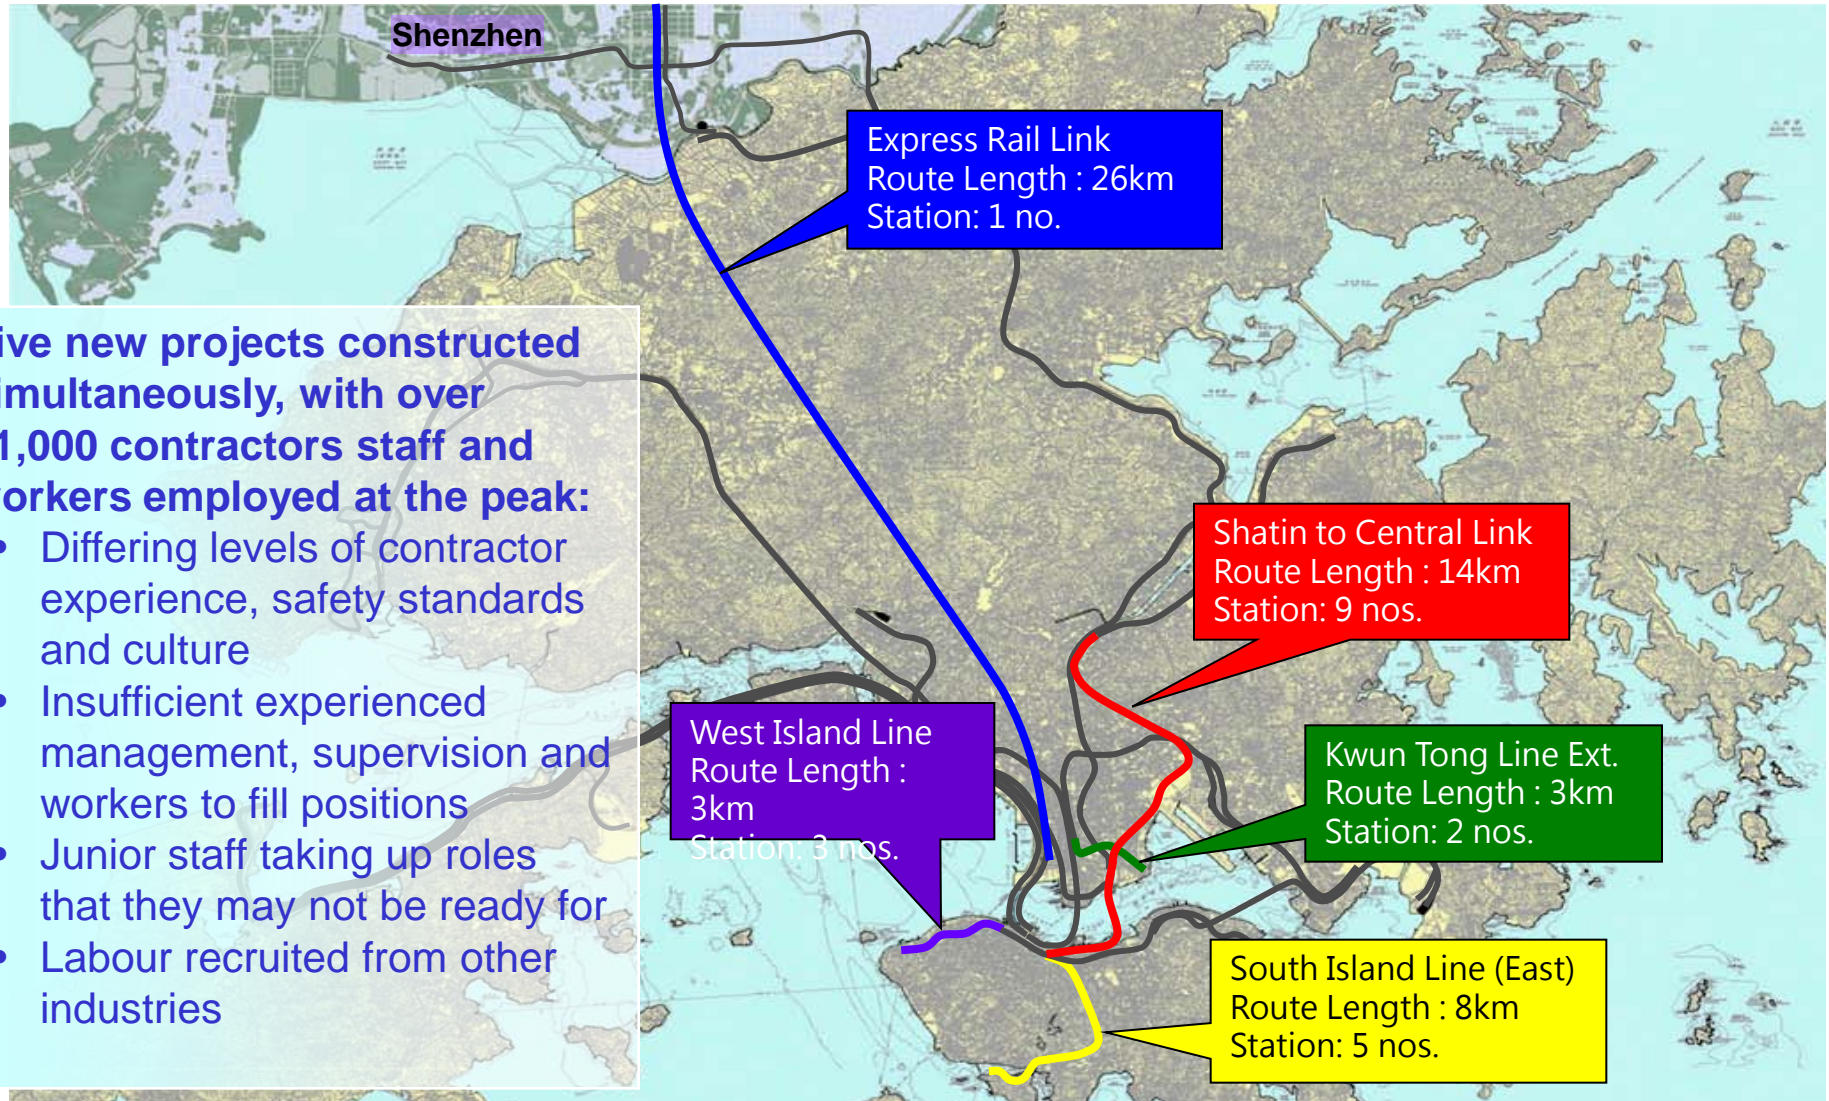 Shenzhen
Express Rail Link
Route Length : 26km
Station: 1 no.
ive new projects constructed
imultaneously, with over
1,000 contractors staff and
orkers employed at the peak:
• Differing levels of contractor
experience, safety standards
and culture
• Insufficient experienced
management, supervision and
workers to fill positions
• Junior staff taking up roles
that they may not be ready for
• Labour recruited from other
industries
Shatin to Central Link
Route Length : 14km
Station: 9 nos.
West Island Line
Route Length :
3km
Station: 3 nos.
Kwun Tong Line Ext.
Route Length : 3km
Station: 2 nos.
South Island Line (East)
Route Length : 8km
Station: 5 nos.